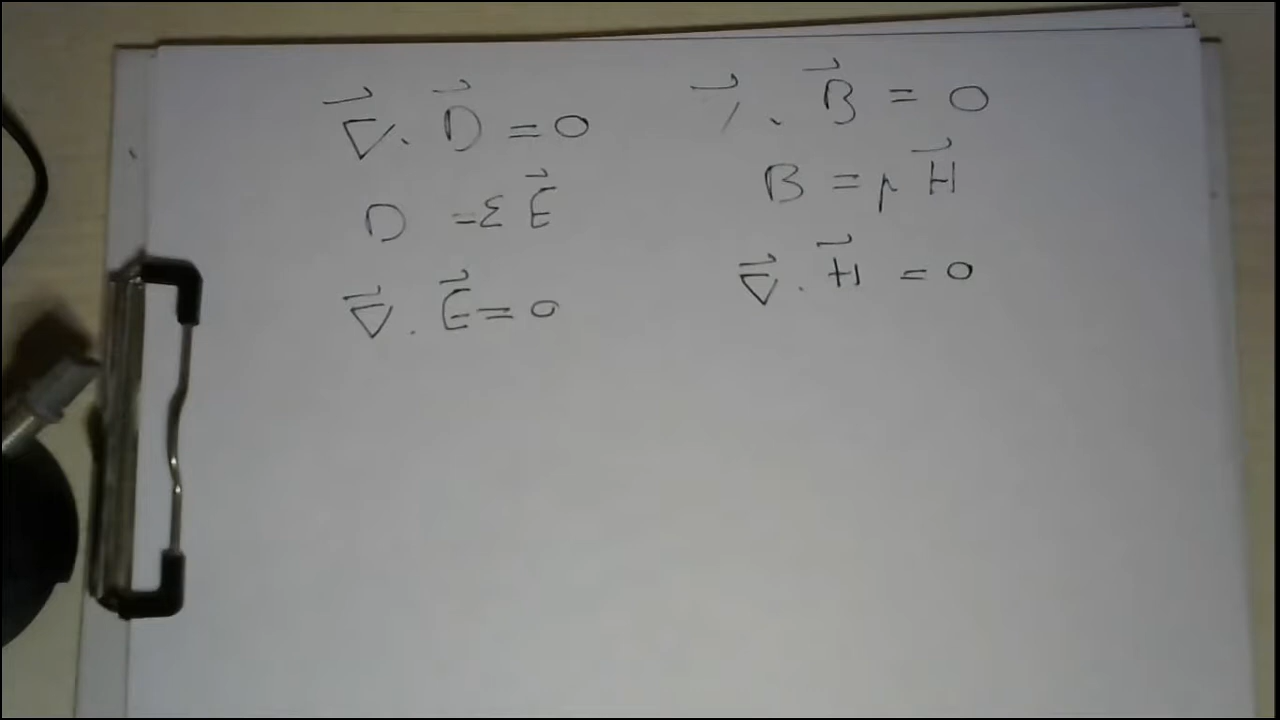 ∇⃗. D⃗ = 0
D = ε E⃗
∇⃗. E⃗ = 0
. B⃗ = 0
B = μ H⃗
∇⃗. H⃗ = 0